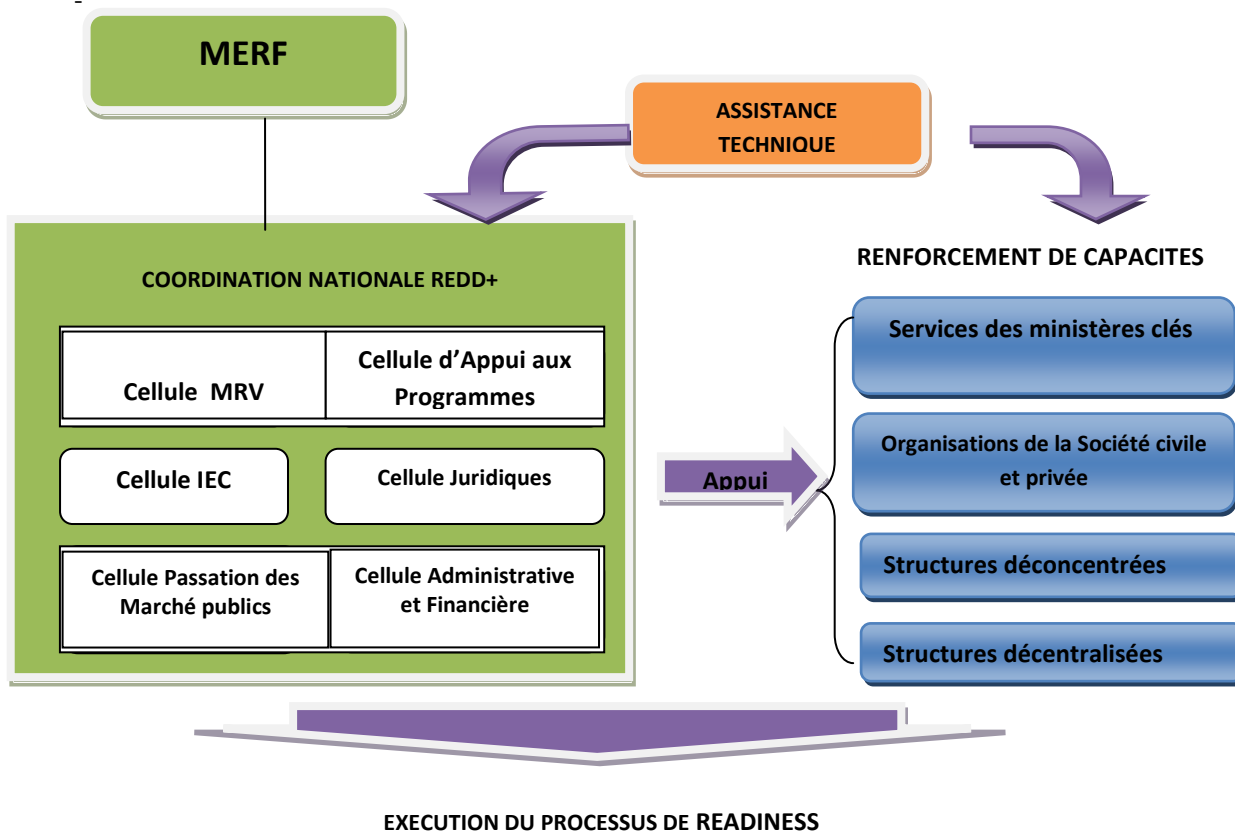 MERF
ASSISTANCE
TECHNIQUE
COORDINATION NATIONALE REDD+
Cellule MRV
Cellule d’Appui aux
Programmes
Cellule IEC
Cellule Juridiques
Cellule Passation des
Marché publics
Cellule Administrative
et Financière
Appui
RENFORCEMENT DE CAPACITES
Services des ministères clés
Organisations de la Société civile
et privée
Structures déconcentrées
Structures décentralisées
EXECUTION DU PROCESSUS DE READINESS